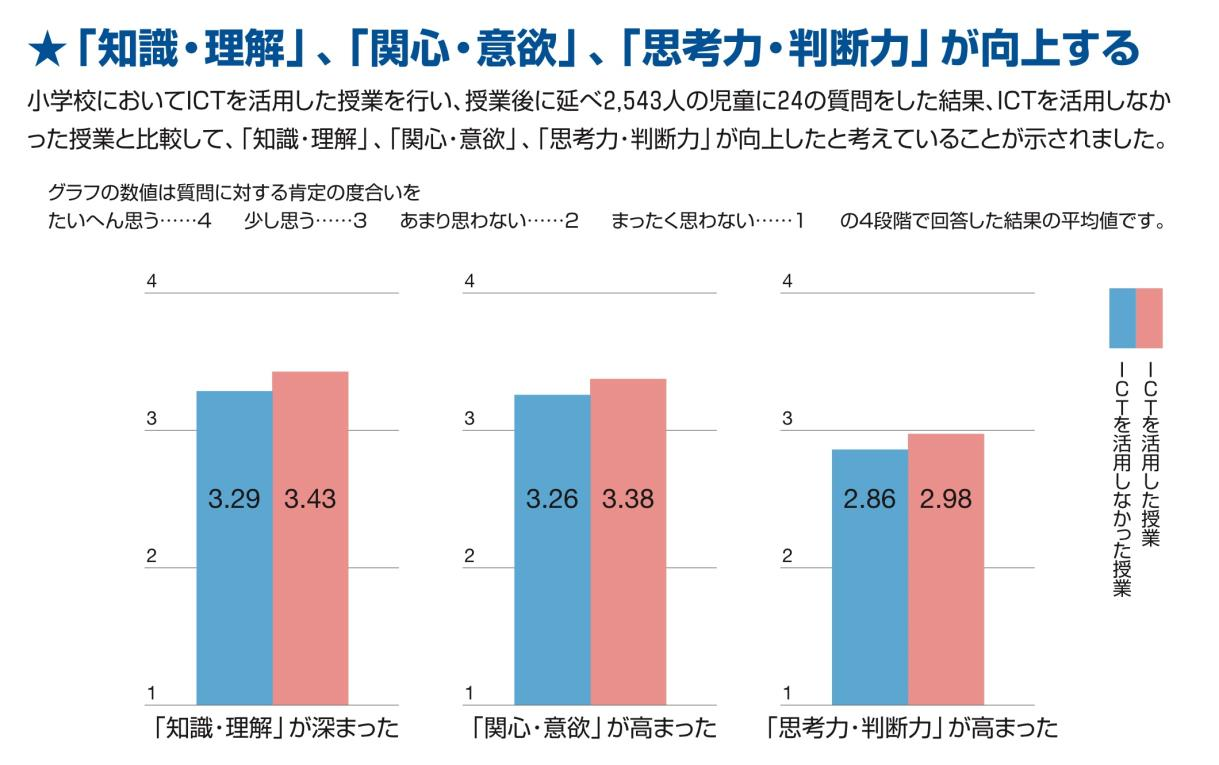 ★「知識・理解」、「関心・意欲」、「思考力・判断力」が向上する
小学校においてICTを活用した授業を行い、授業後に延べ2,543人の児童に24の質問をした結果、ICTを活用しなか
った授業と比較して、「知識・理解」、「関心・意欲」、「思考力・判断力」が向上したと考えていることが示されました。
グラフの数値は質問に対する肯定の度合いを
たいへん思う……4　少し思う……3　あまり思わない……2　まったく思わない……1　の4段階で回答した結果の平均値です。
4
3
2
1
3.29
3.43
「知識・理解」が深まった
4
3
2
1
3.26
3.38
「関心・意欲」が高まった
4
3
2
1
2.86
2.98
「思考力・判断力」が高まった
ICTを活用した授業
ICTを活用しなかった授業